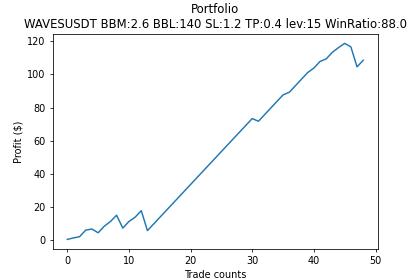 Portfolio
WAVESUSDT BBM:2.6 BBL:140 SL:1.2 TP:0.4 lev:15 WinRatio:88.0
120
100
80
60
40
20
0
Profit ($)
0 10 20 30 40 50
Trade counts